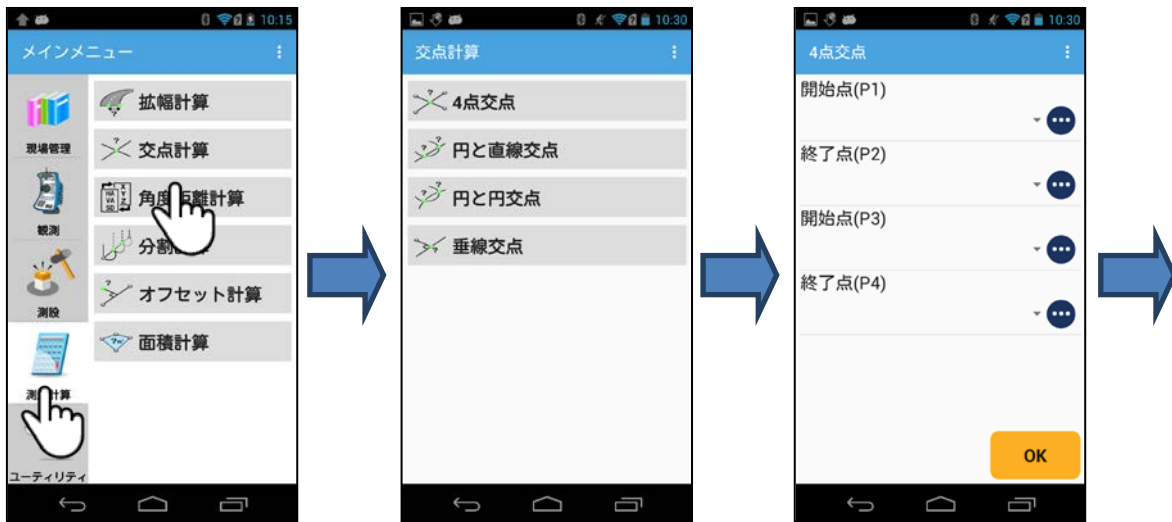 10:15
メインメニュー
現場管理
観測
測設
ユーティリティ
拡幅計算
交点計算
角度距離計算
オフセット計算
面積計算
10:30
交点計算
4点交点
円と直線交点
円と円交点
垂線交点
10:30
4点交点
開始点(P1)
終了点(P2)
開始点(P3)
終了点(P4)
OK